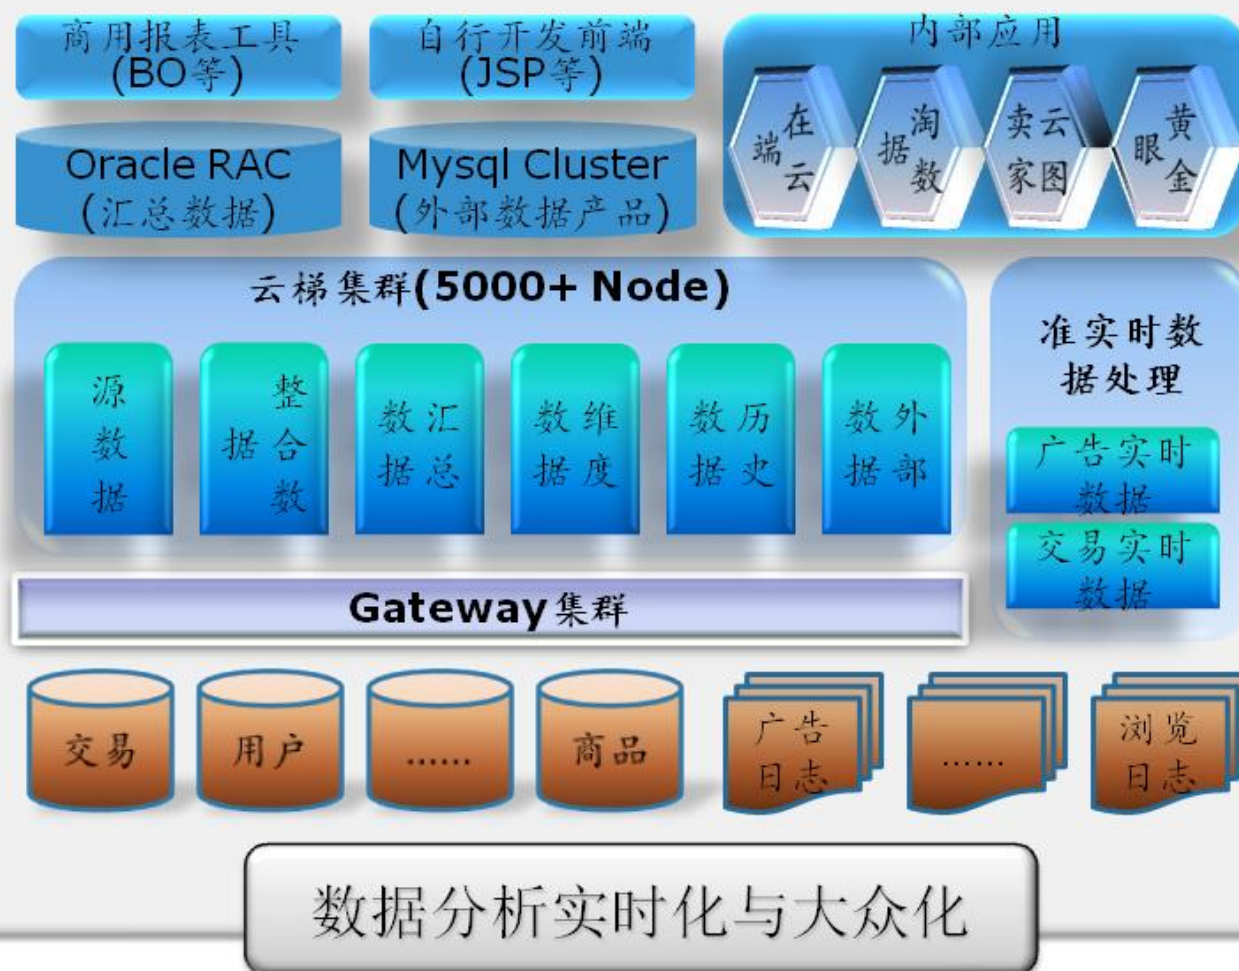 商用报表工具
(BO等)
自行开发前端
(JSP等)
内部应用
在云端
淘数据
云图卖家
黄金眼
Oracle RAC
(汇总数据)
Mysql Cluster
(外部数据产品)
云梯集群(5000+ Node)
源数据
整合数据
汇总数据
维度数据
历史数据
外部数据
准实时数
据处理
广告实时
数据
交易实时
数据
Gateway集群
交易
用户
......
商品
广告
日志
......
浏览
日志
数据分析实时化与大众化